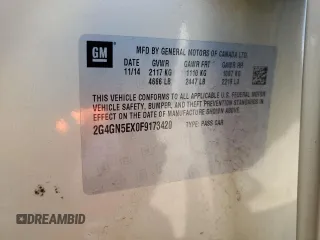 GM
MFD BY GENERAL MOTORS OF CANADA LTD.
DATE GVWR GAWR FRT GAWR RR
11/14 2117 KG 1110 KG 1007 KG
4666 LB 2447 LB 2219 LB
THIS VEHICLE CONFORMS TO ALL APPLICABLE U.S. FEDERAL MOTOR
VEHICLE SAFETY, BUMPER, AND THEFT PREVENTION STANDARDS IN
EFFECT ON THE DATE OF MANUFACTURE SHOWN ABOVE.
2G4GN5EX0F9173420
TYPE: PASS CAR
DREAMBID